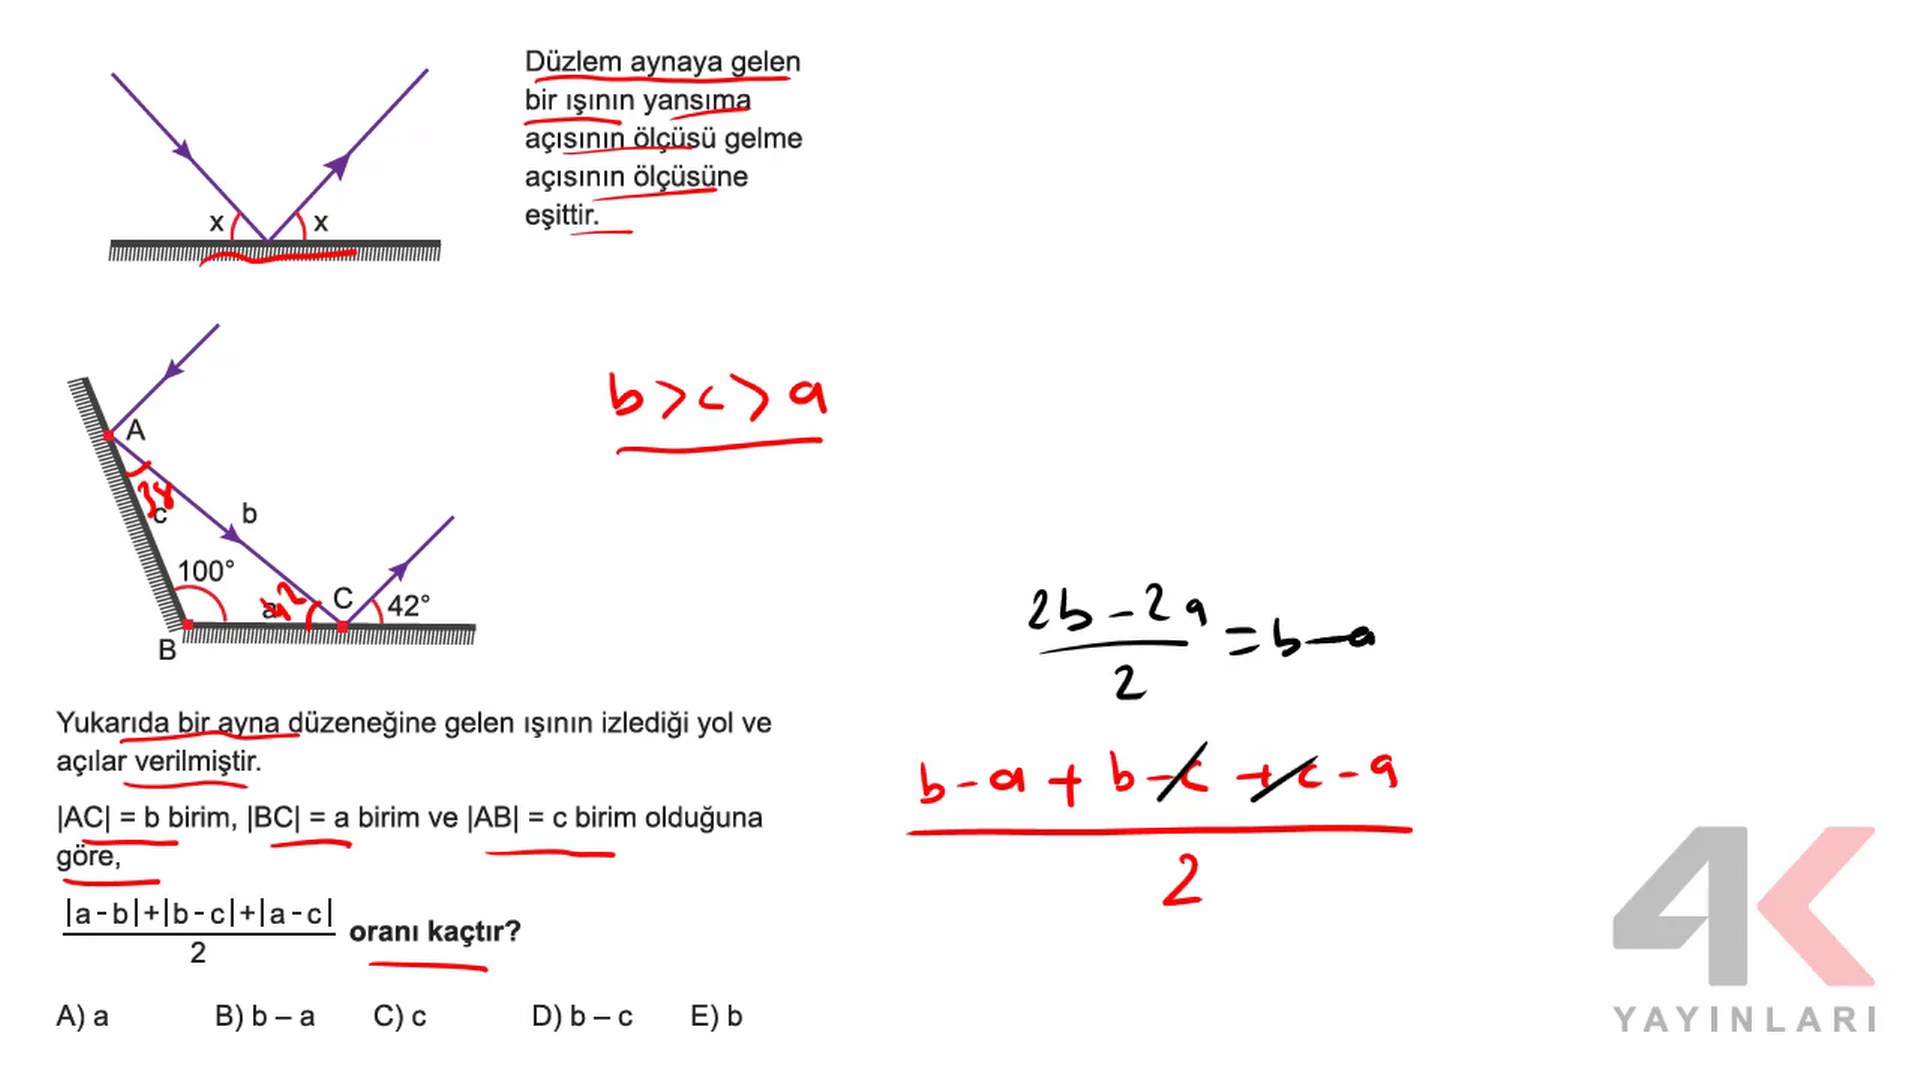 Düzlem aynaya gelen
bir ışının yansıma
açısının ölçüsü gelme
açısının ölçüsüne
eşittir.
x x
A
38
c
b
100°
a
42
C
42°
B
b > c > a
Yukarıda bir ayna düzeneğine gelen ışının izlediği yol ve
açılar verilmiştir.
|AC| = b birim, |BC| = a birim ve |AB| = c birim olduğuna
göre,
|a - b|+|b - c|+|a - c|
2
oranı kaçtır?
A) a B) b – a C) c D) b – c E) b
2b - 2a
2
= b - a
b - a + b - c + c - a
2
4K
YAYINLARI